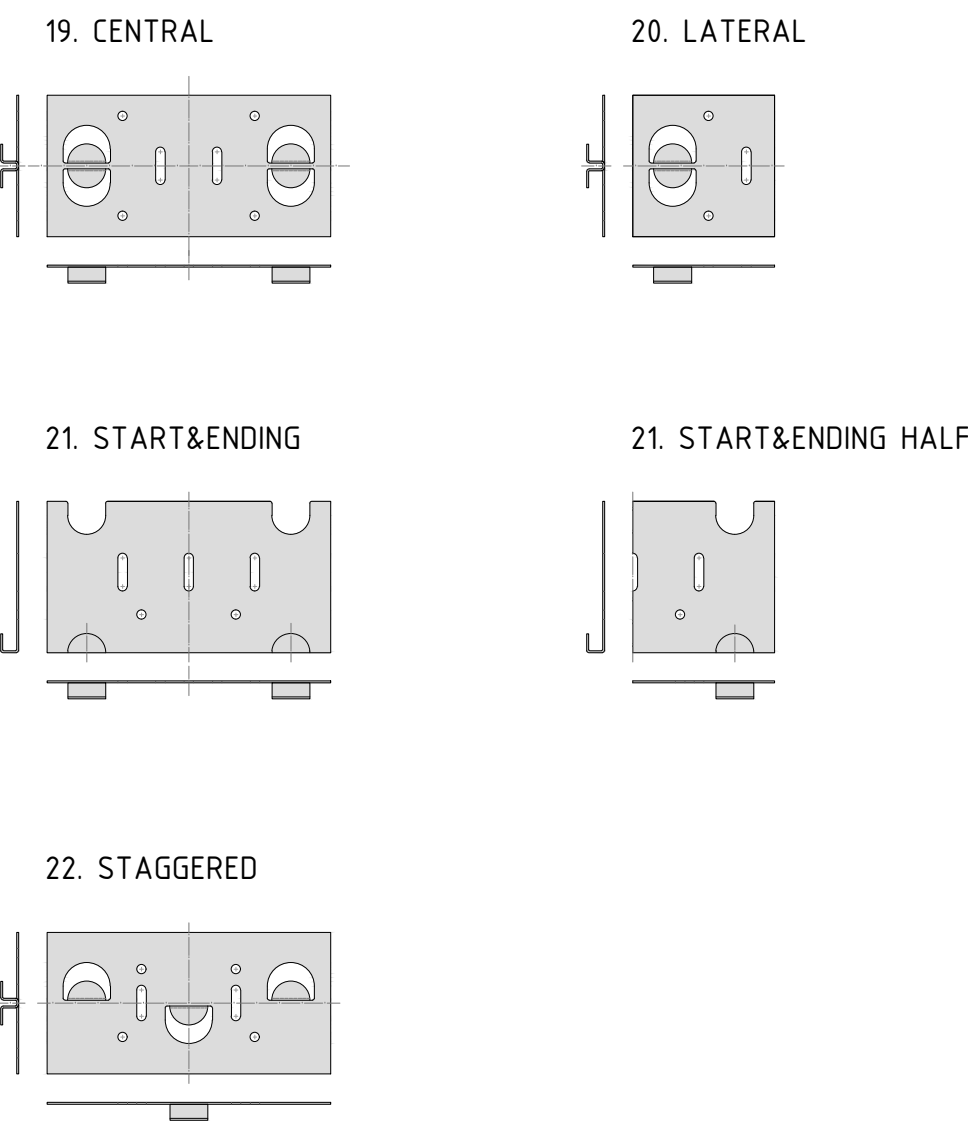 19. CENTRAL
20. LATERAL
21. START&ENDING
21. START&ENDING HALF
22. STAGGERED